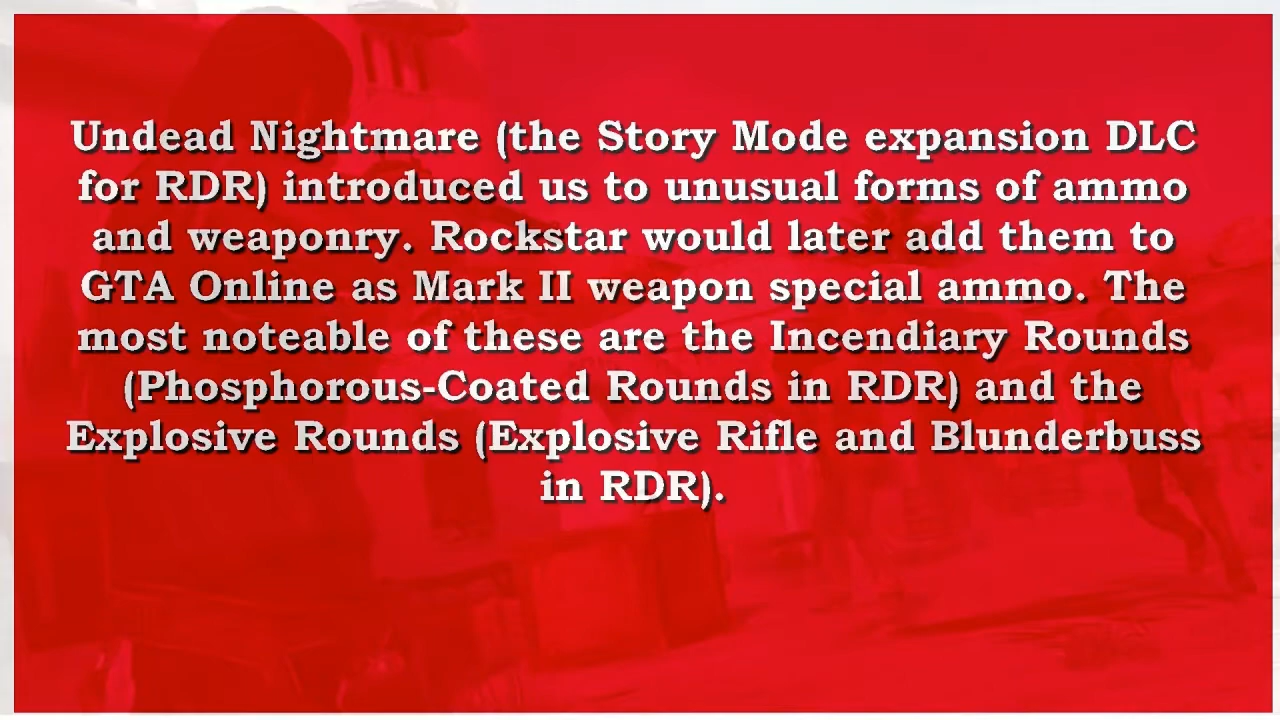 Undead Nightmare (the Story Mode expansion DLC
for RDR) introduced us to unusual forms of ammo
and weaponry. Rockstar would later add them to
GTA Online as Mark II weapon special ammo. The
most noteable of these are the Incendiary Rounds
(Phosphorous-Coated Rounds in RDR) and the
Explosive Rounds (Explosive Rifle and Blunderbuss
in RDR).